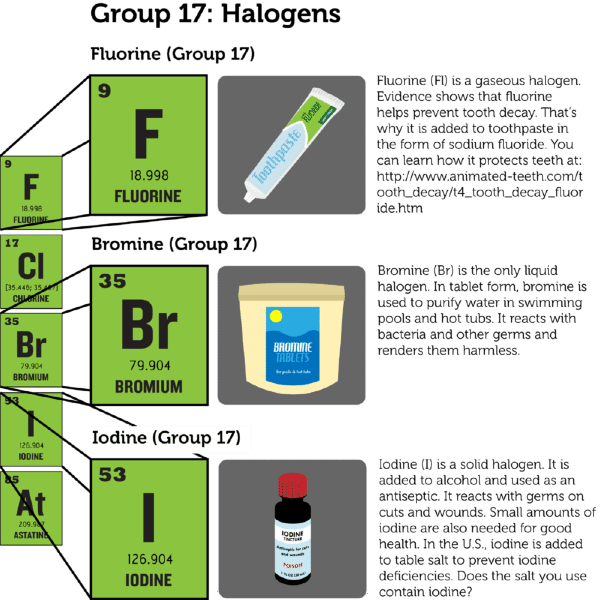 Group 17: Halogens
Fluorine (Group 17)
9
F
18.998
FLUORINE
FLUORIDE
Toothpaste
Fluorine (Fl) is a gaseous halogen.
Evidence shows that fluorine
helps prevent tooth decay. That's
why it is added to toothpaste in
the form of sodium fluoride. You
can learn how it protects teeth at:
http://www.animated-teeth.com/t
ooth_decay/t4_tooth_decay_fluor
ide.htm
9
F
18.998
FLUORINE
17
Cl
CHLORINE
35
Br
79.904
BROMIUM
53
I
126.904
IODINE
85
At
209.987
ASTATINE
Bromine (Group 17)
35
Br
79.904
BROMIUM
BROMINE
TABLETS
for pools & hot tubs
Bromine (Br) is the only liquid
halogen. In tablet form, bromine is
used to purify water in swimming
pools and hot tubs. It reacts with
bacteria and other germs and
renders them harmless.
Iodine (Group 17)
53
I
126.904
IODINE
IODINE
TINCTURE
Antiseptic for cuts
and wounds
POISON
Iodine (I) is a solid halogen. It is
added to alcohol and used as an
antiseptic. It reacts with germs on
cuts and wounds. Small amounts of
iodine are also needed for good
health. In the U.S., iodine is added
to table salt to prevent iodine
deficiencies. Does the salt you use
contain iodine?